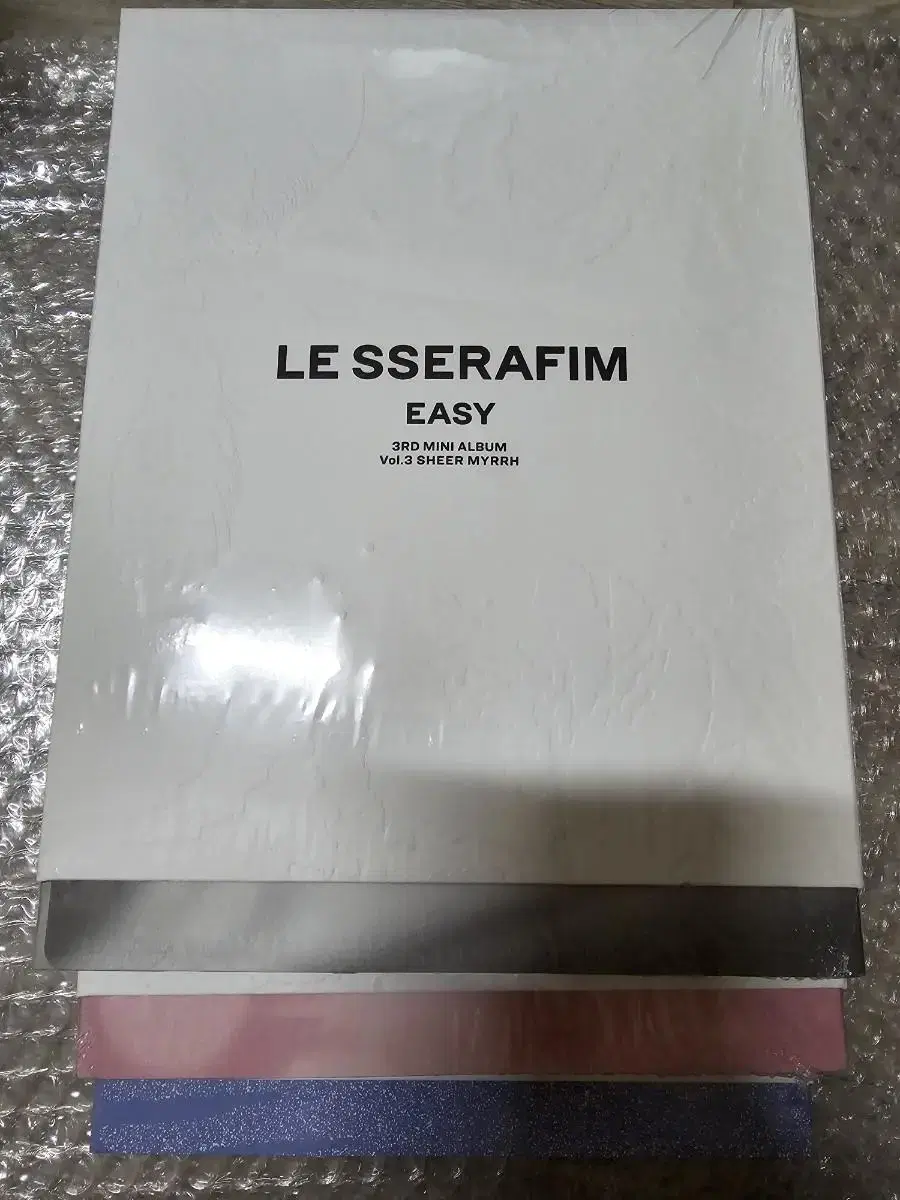 LE SSERAFIM
EASY
3RD MINI ALBUM
Vol.3 SHEER MYRRH